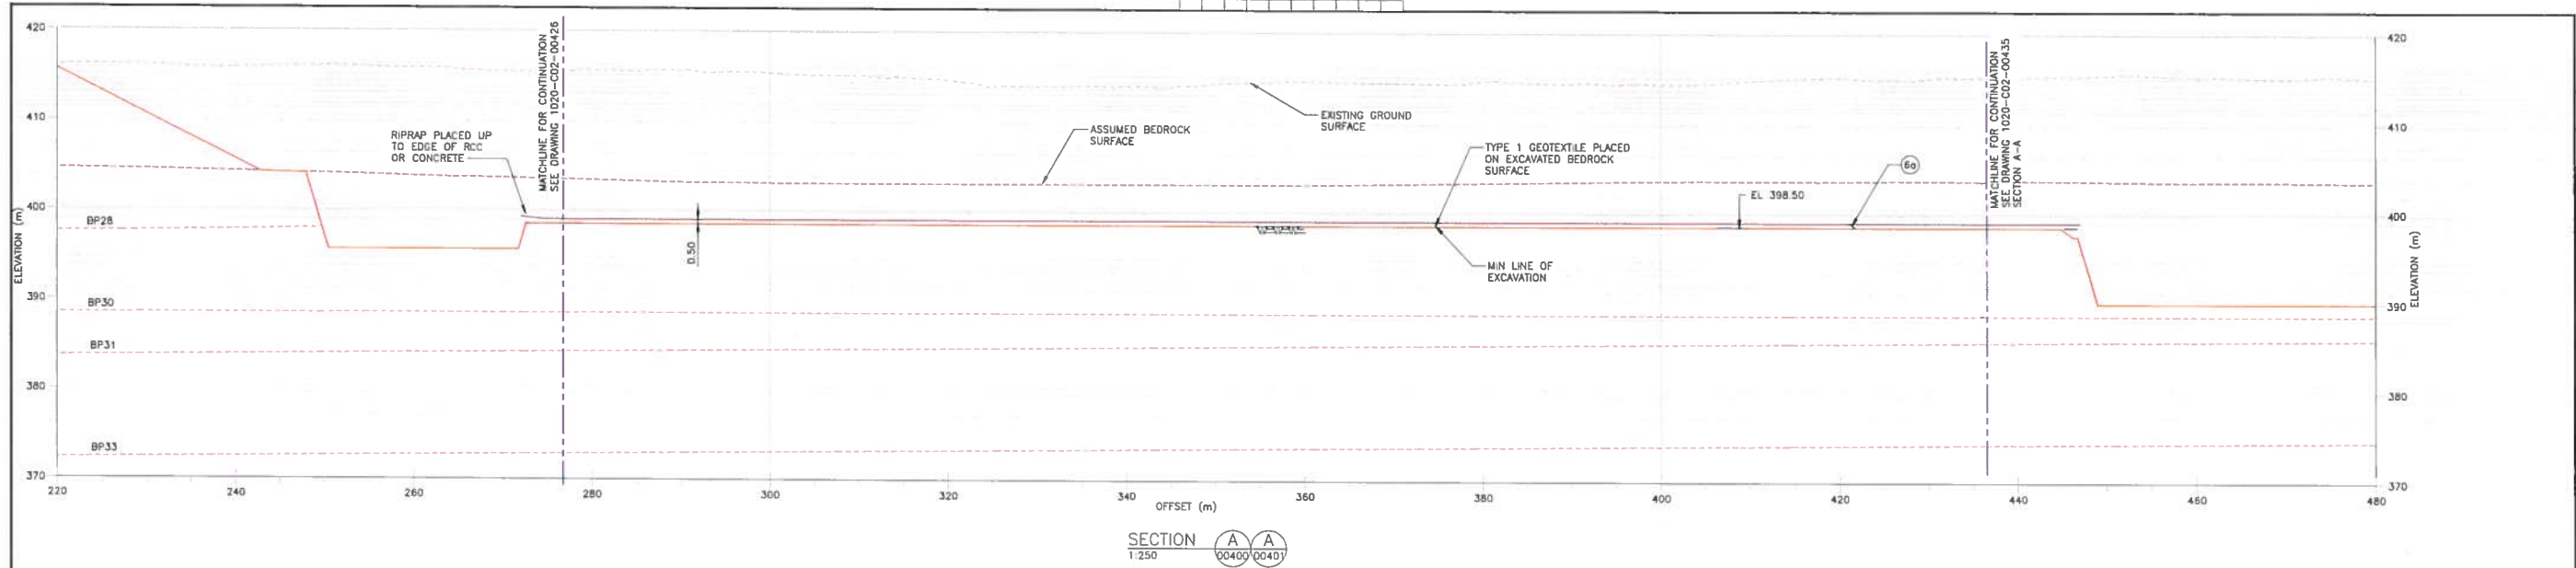 420
410
400
390
380
370
ELEVATION (m)
BP28
BP30
BP31
BP33
RIPRAP PLACED UP
TO EDGE OF RCC
OR CONCRETE
MATCHLINE FOR CONTINUATION
SEE DRAWING 1020-C02-00426
0.50
ASSUMED BEDROCK
SURFACE
EXISTING GROUND
SURFACE
TYPE 1 GEOTEXTILE PLACED
ON EXCAVATED BEDROCK
SURFACE
MIN LINE OF
EXCAVATION
EL 398.50
6a
MATCHLINE FOR CONTINUATION
SEE DRAWING 1020-C02-00435
SECTION A-A
420
410
400
390
380
370
ELEVATION (m)
220 240 260 280 300 320 340 360 380 400 420 440 460 480
OFFSET (m)
SECTION A A
1:250 00400 00401